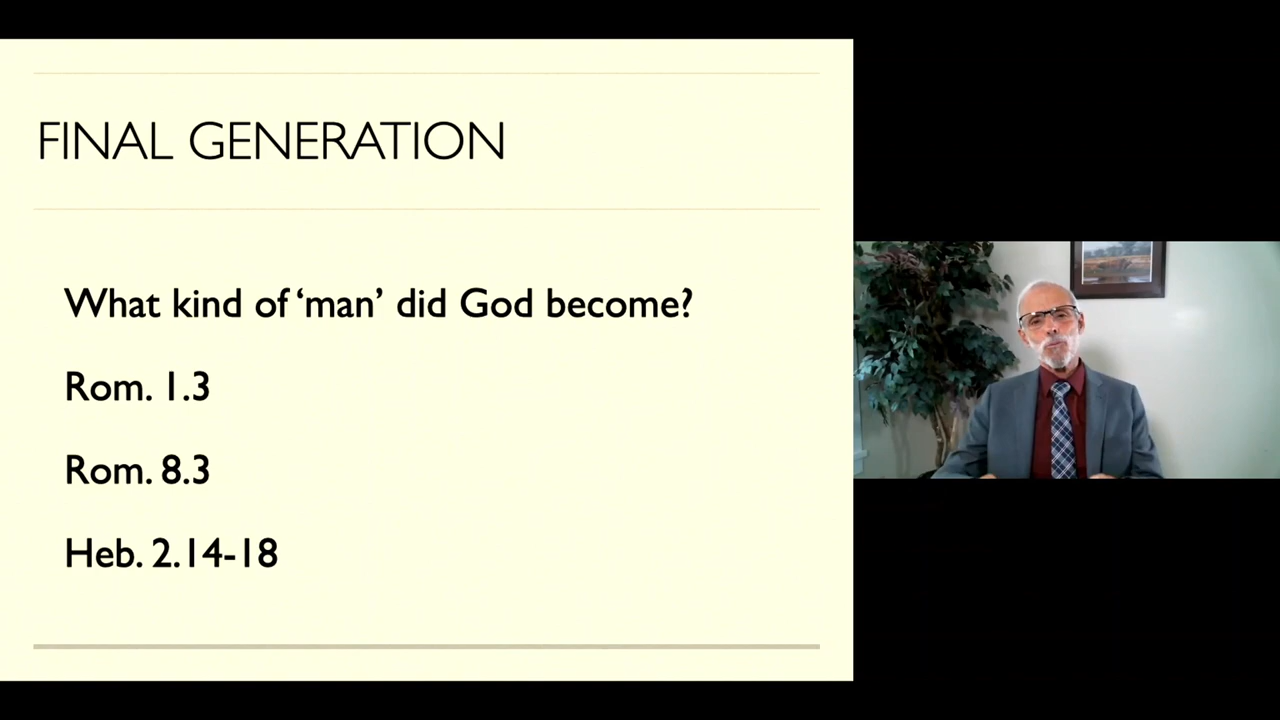 FINAL GENERATION
What kind of ‘man’ did God become?
Rom. 1.3
Rom. 8.3
Heb. 2.14-18